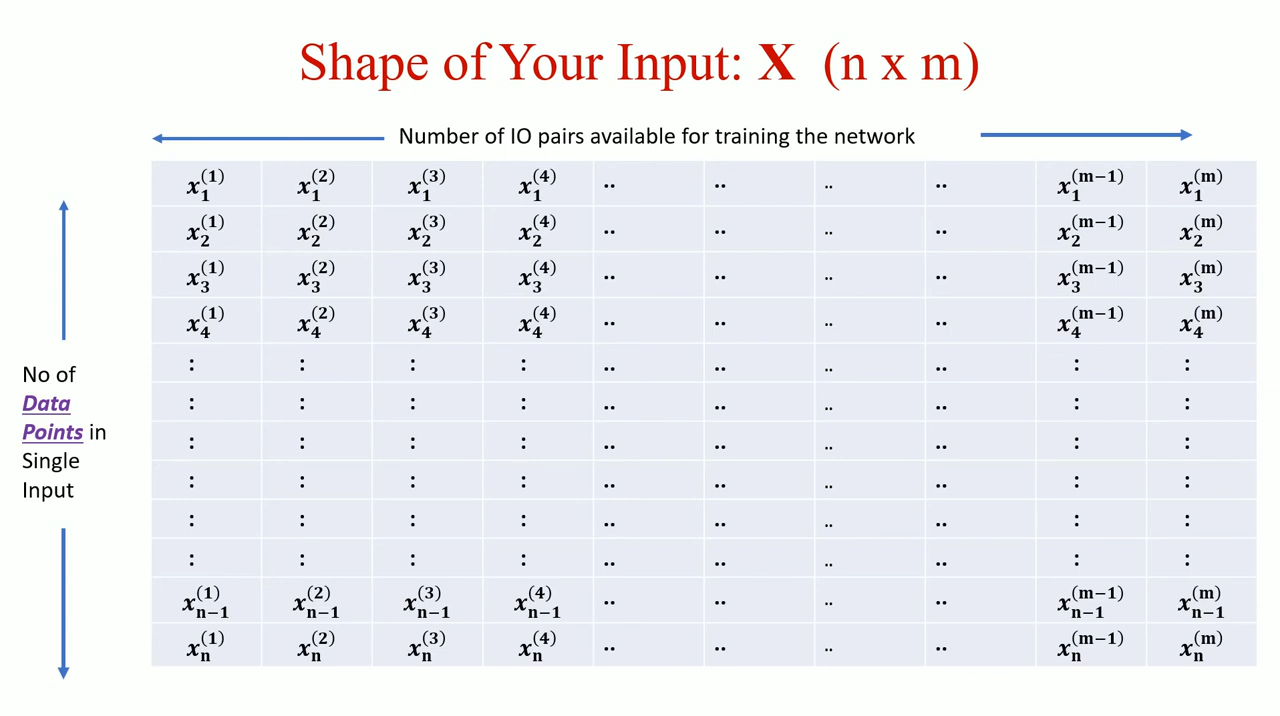 Shape of Your Input: X (n x m)
Number of IO pairs available for training the network
No of
Data
Points in
Single
Input
x₁⁽¹⁾ x₁⁽²⁾ x₁⁽³⁾ x₁⁽⁴⁾ .. .. .. .. x₁⁽ᵐ⁻¹⁾ x₁⁽ᵐ⁾
x₂⁽¹⁾ x₂⁽²⁾ x₂⁽³⁾ x₂⁽⁴⁾ .. .. .. .. x₂⁽ᵐ⁻¹⁾ x₂⁽ᵐ⁾
x₃⁽¹⁾ x₃⁽²⁾ x₃⁽³⁾ x₃⁽⁴⁾ .. .. .. .. x₃⁽ᵐ⁻¹⁾ x₃⁽ᵐ⁾
x₄⁽¹⁾ x₄⁽²⁾ x₄⁽³⁾ x₄⁽⁴⁾ .. .. .. .. x₄⁽ᵐ⁻¹⁾ x₄⁽ᵐ⁾
: : : : .. .. .. .. : :
: : : : .. .. .. .. : :
: : : : .. .. .. .. : :
: : : : .. .. .. .. : :
: : : : .. .. .. .. : :
: : : : .. .. .. .. : :
xₙ₋₁⁽¹⁾ xₙ₋₁⁽²⁾ xₙ₋₁⁽³⁾ xₙ₋₁⁽⁴⁾ .. .. .. .. xₙ₋₁⁽ᵐ⁻¹⁾ xₙ₋₁⁽ᵐ⁾
xₙ⁽¹⁾ xₙ⁽²⁾ xₙ⁽³⁾ xₙ⁽⁴⁾ .. .. .. .. xₙ⁽ᵐ⁻¹⁾ xₙ⁽ᵐ⁾